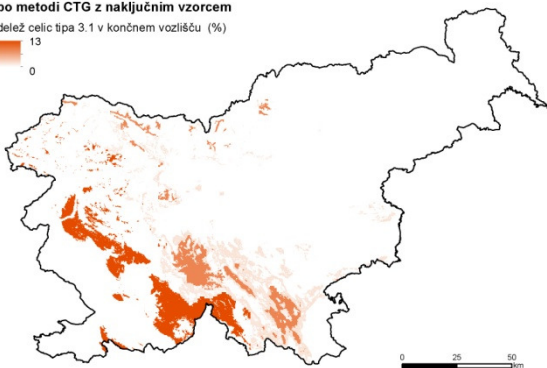 po metodi CTG z naključnim vzorcem
delež celic tipa 3.1 v končnem vozlišču (%)
13
0
0 25 50
km